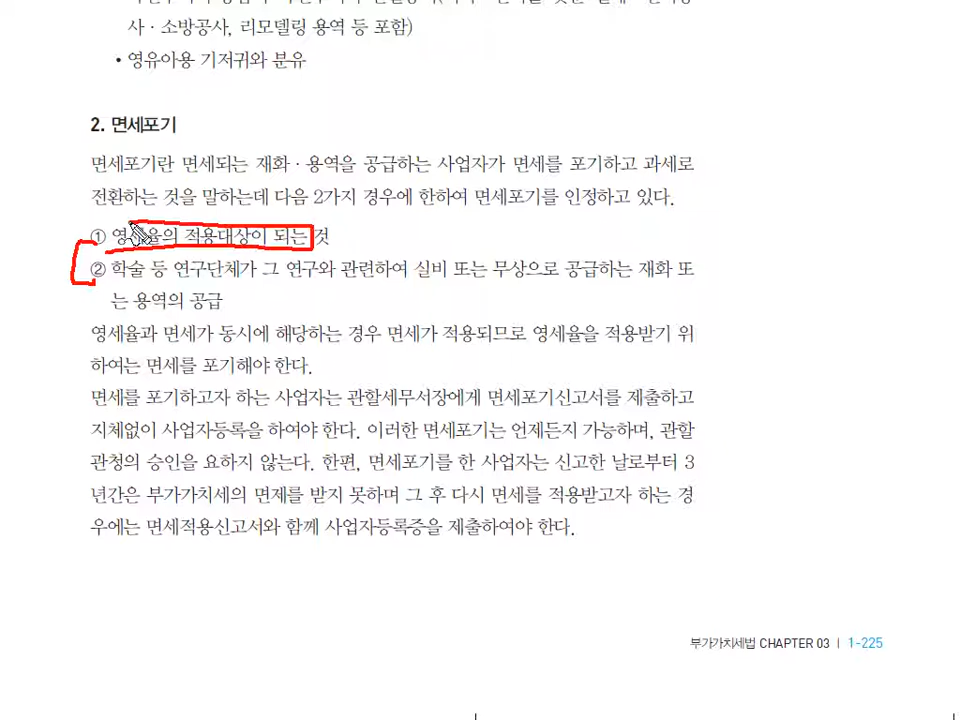 사 · 소방공사, 리모델링 용역 등 포함)
• 영유아용 기저귀와 분유
2. 면세포기
면세포기란 면세되는 재화 · 용역을 공급하는 사업자가 면세를 포기하고 과세로
전환하는 것을 말하는데 다음 2가지 경우에 한하여 면세포기를 인정하고 있다.
① 영세율의 적용대상이 되는 것
② 학술 등 연구단체가 그 연구와 관련하여 실비 또는 무상으로 공급하는 재화 또
는 용역의 공급
영세율과 면세가 동시에 해당하는 경우 면세가 적용되므로 영세율을 적용받기 위
하여는 면세를 포기해야 한다.
면세를 포기하고자 하는 사업자는 관할세무서장에게 면세포기신고서를 제출하고
지체없이 사업자등록을 하여야 한다. 이러한 면세포기는 언제든지 가능하며, 관할
관청의 승인을 요하지 않는다. 한편, 면세포기를 한 사업자는 신고한 날로부터 3
년간은 부가가치세의 면제를 받지 못하며 그 후 다시 면세를 적용받고자 하는 경
우에는 면세적용신고서와 함께 사업자등록증을 제출하여야 한다.
부가가치세법 CHAPTER 03 | 1-225